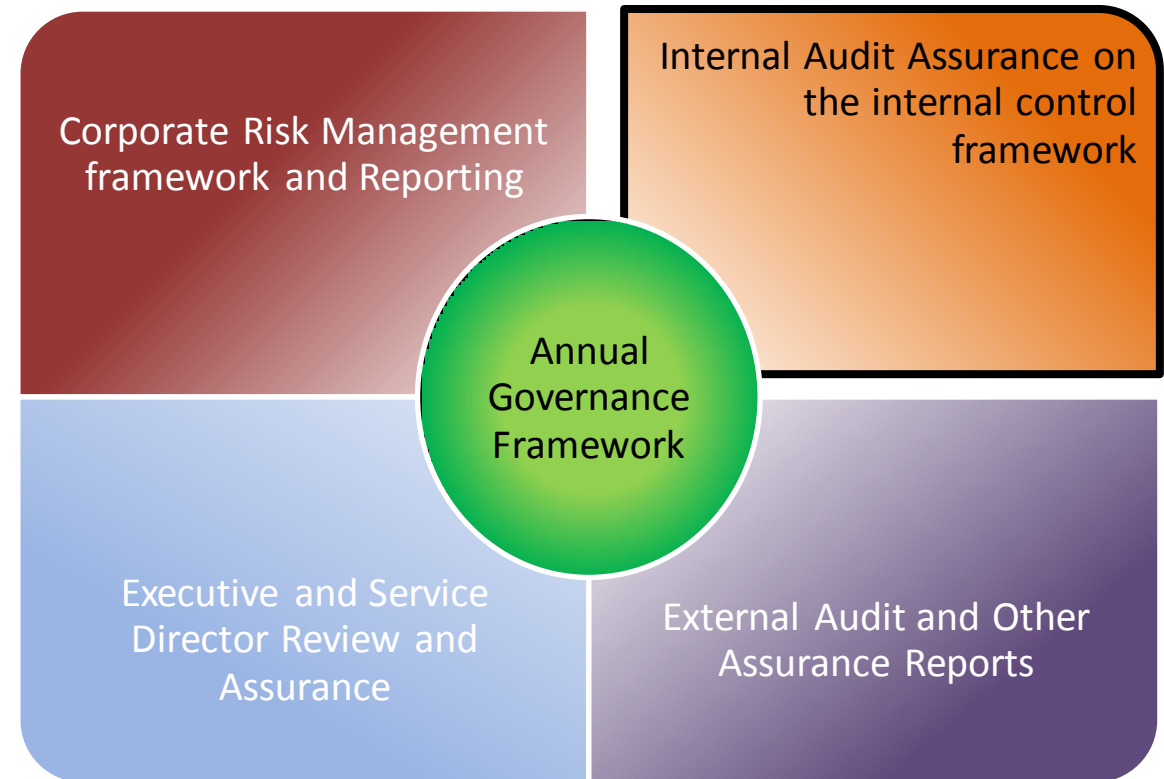 Corporate Risk Management
framework and Reporting
Internal Audit Assurance on
the internal control
framework
Annual
Governance
Framework
Executive and Service
Director Review and
Assurance
External Audit and Other
Assurance Reports